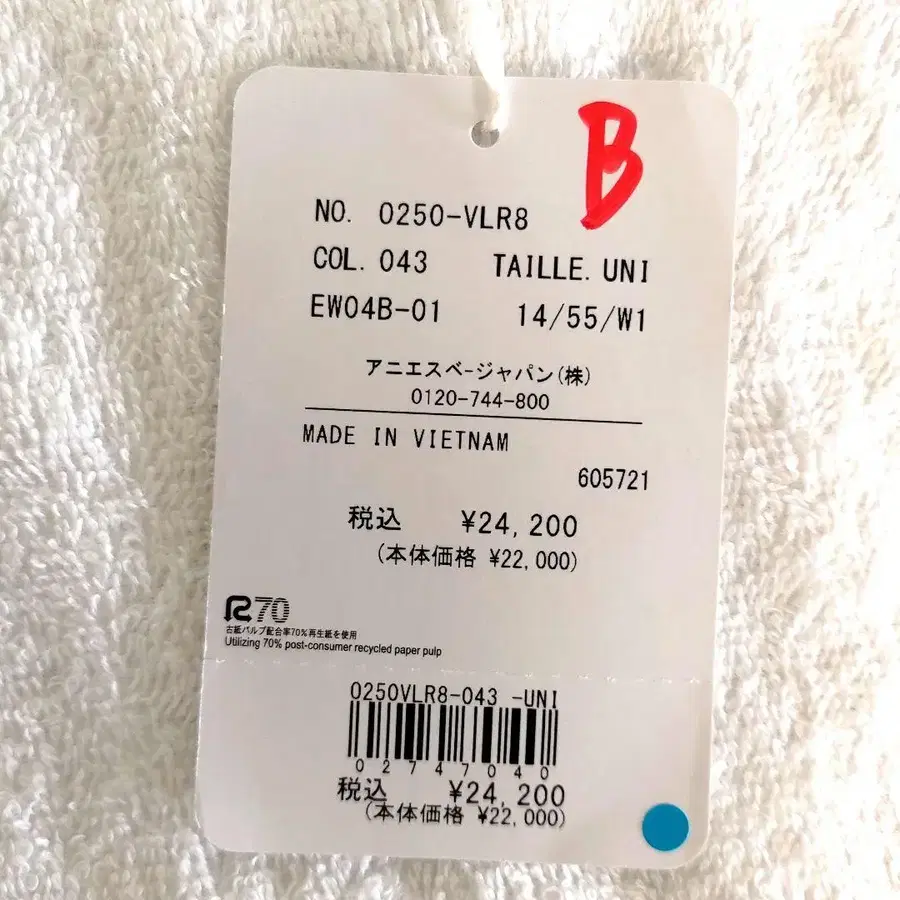 B
NO. 0250-VLR8
COL. 043 TAILLE. UNI
EW04B-01 14/55/W1
アニエスベ-ジャパン(株)
0120-744-800
MADE IN VIETNAM
605721
税込 ¥24,200
(本体価格 ¥22,000)
R70
古紙パルプ配合率70%再生紙を使用
Utilizing 70% post-consumer recycled paper pulp
0250VLR8-043 -UNI
02747040
税込 ¥24,200
(本体価格 ¥22,000)